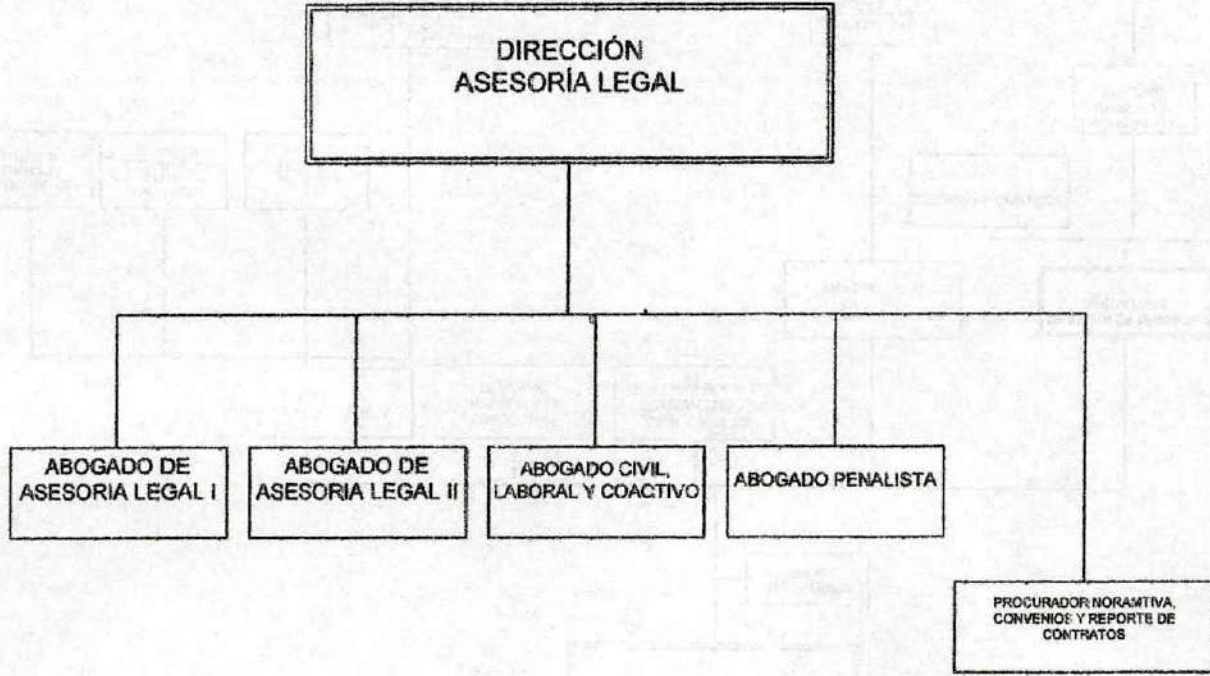 DIRECCIÓN
ASESORÍA LEGAL
ABOGADO DE
ASESORIA LEGAL I
ABOGADO DE
ASESORIA LEGAL II
ABOGADO CIVIL,
LABORAL Y COACTIVO
ABOGADO PENALISTA
PROCURADOR NORAMTIVA,
CONVENIOS Y REPORTE DE
CONTRATOS